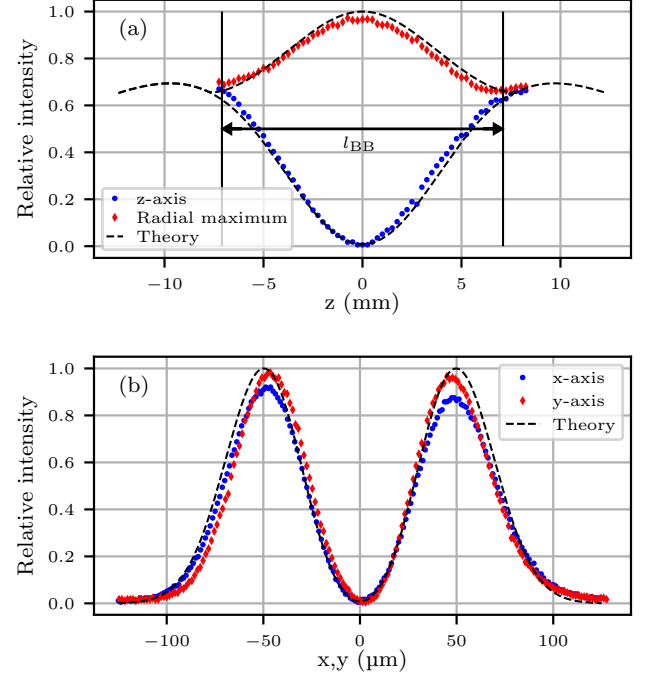 (a)
1.0
0.8
0.6
0.4
0.2
0.0
Relative intensity
l_BB
z-axis
Radial maximum
Theory
−10
−5
0
5
10
z (mm)
(b)
1.0
0.8
0.6
0.4
0.2
0.0
Relative intensity
x-axis
y-axis
Theory
−100
−50
0
50
100
x,y (µm)